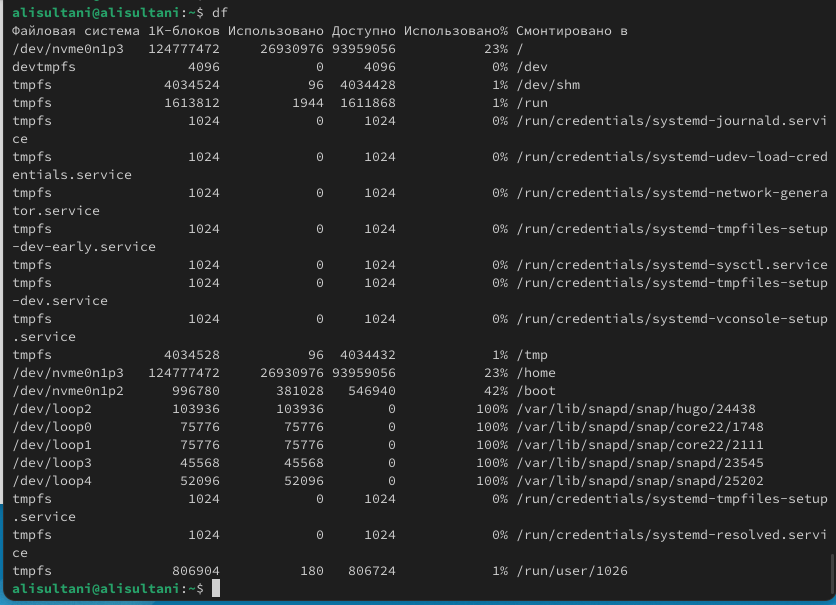 alisultani@alisultani:~$ df
Файловая система 1K-блоков Использовано Доступно Использовано% Смонтировано в
/dev/nvme0n1p3   124777472     26930976 93959056           23% /
devtmpfs              4096            0     4096            0% /dev
tmpfs              4034524           96  4034428            1% /dev/shm
tmpfs              1613812         1944  1611868            1% /run
tmpfs                 1024            0     1024            0% /run/credentials/systemd-journald.servi
ce
tmpfs                 1024            0     1024            0% /run/credentials/systemd-udev-load-cred
entials.service
tmpfs                 1024            0     1024            0% /run/credentials/systemd-network-genera
tor.service
tmpfs                 1024            0     1024            0% /run/credentials/systemd-tmpfiles-setup
-dev-early.service
tmpfs                 1024            0     1024            0% /run/credentials/systemd-sysctl.service
tmpfs                 1024            0     1024            0% /run/credentials/systemd-tmpfiles-setup
-dev.service
tmpfs                 1024            0     1024            0% /run/credentials/systemd-vconsole-setup
.service
tmpfs              4034528           96  4034432            1% /tmp
/dev/nvme0n1p3   124777472     26930976 93959056           23% /home
/dev/nvme0n1p2      996780       381028   546940           42% /boot
/dev/loop2          103936       103936        0          100% /var/lib/snapd/snap/hugo/24438
/dev/loop0           75776        75776        0          100% /var/lib/snapd/snap/core22/1748
/dev/loop1           75776        75776        0          100% /var/lib/snapd/snap/core22/2111
/dev/loop3           45568        45568        0          100% /var/lib/snapd/snap/snapd/23545
/dev/loop4           52096        52096        0          100% /var/lib/snapd/snap/snapd/25202
tmpfs                 1024            0     1024            0% /run/credentials/systemd-tmpfiles-setup
.service
tmpfs                 1024            0     1024            0% /run/credentials/systemd-resolved.servi
ce
tmpfs               806904          180   806724            1% /run/user/1026
alisultani@alisultani:~$